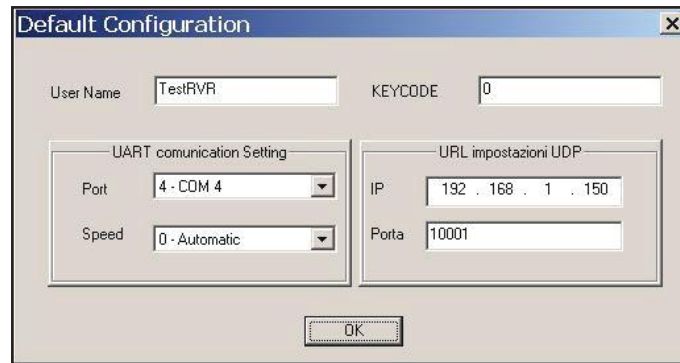 Default Configuration
User Name TestRVR KEYCODE 0
UART comunication Setting
Port 4 - COM 4
Speed 0 - Automatic
URL impostazioni UDP
IP 192 . 168 . 1 . 150
Porta 10001
OK